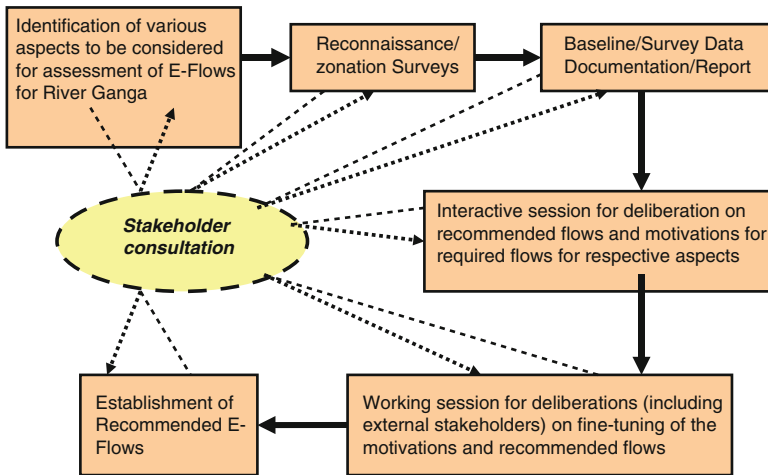 Identification of various
aspects to be considered
for assessment of E-Flows
for River Ganga
Reconnaissance/
zonation Surveys
Baseline/Survey Data
Documentation/Report
Stakeholder
consultation
Interactive session for deliberation on
recommended flows and motivations for
required flows for respective aspects
Establishment of
Recommended E-
Flows
Working session for deliberations (including
external stakeholders) on fine-tuning of the
motivations and recommended flows